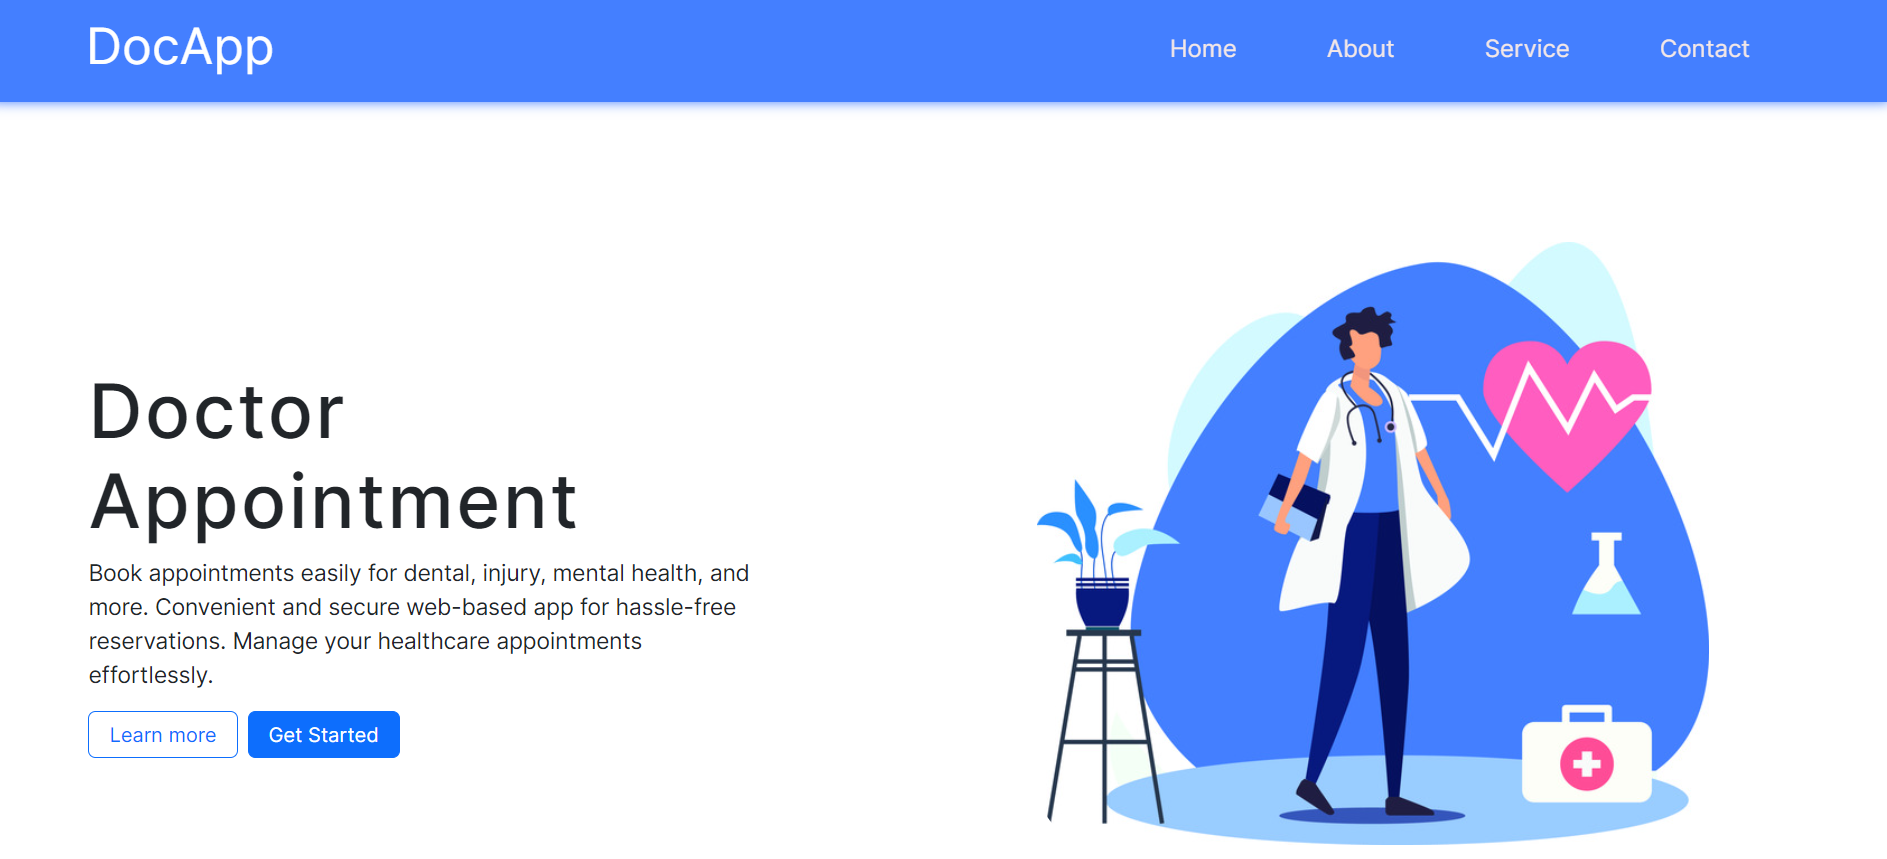 DocApp
Home About Service Contact
Doctor
Appointment
Book appointments easily for dental, injury, mental health, and
more. Convenient and secure web-based app for hassle-free
reservations. Manage your healthcare appointments
effortlessly.
Learn more Get Started